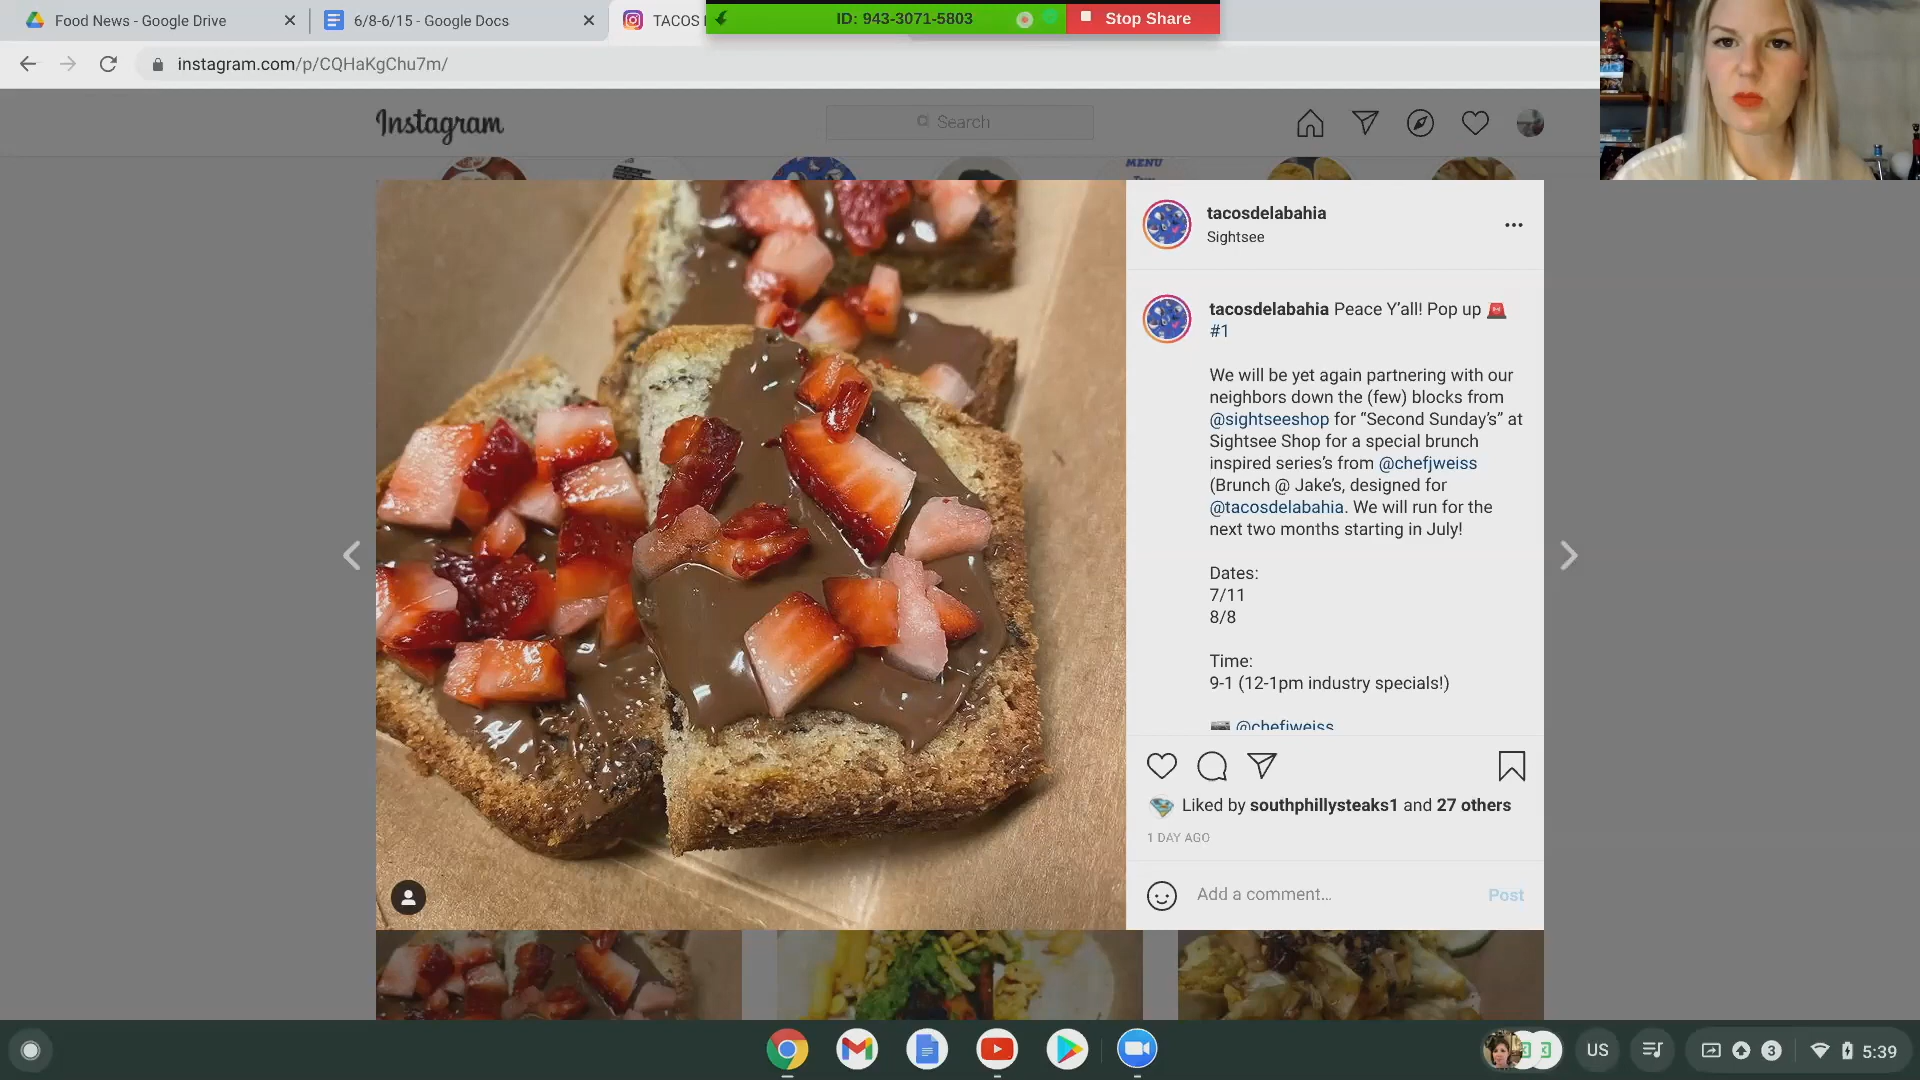 Food News - Google Drive
6/8-6/15 - Google Docs
TACOS
ID: 943-3071-5803
Stop Share
instagram.com/p/CQHaKgChu7m/
Instagram
Search
MENU
tacosdelabahia
Sightsee
tacosdelabahia Peace Y'all! Pop up 🚨
#1
We will be yet again partnering with our
neighbors down the (few) blocks from
@sightseeshop for “Second Sunday's” at
Sightsee Shop for a special brunch
inspired series's from @chefjweiss
(Brunch @ Jake's, designed for
@tacosdelabahia. We will run for the
next two months starting in July!
Dates:
7/11
8/8
Time:
9-1 (12-1pm industry specials!)
📷 @chefjweiss
Liked by southphillysteaks1 and 27 others
1 DAY AGO
Add a comment...
Post
US
3
5:39